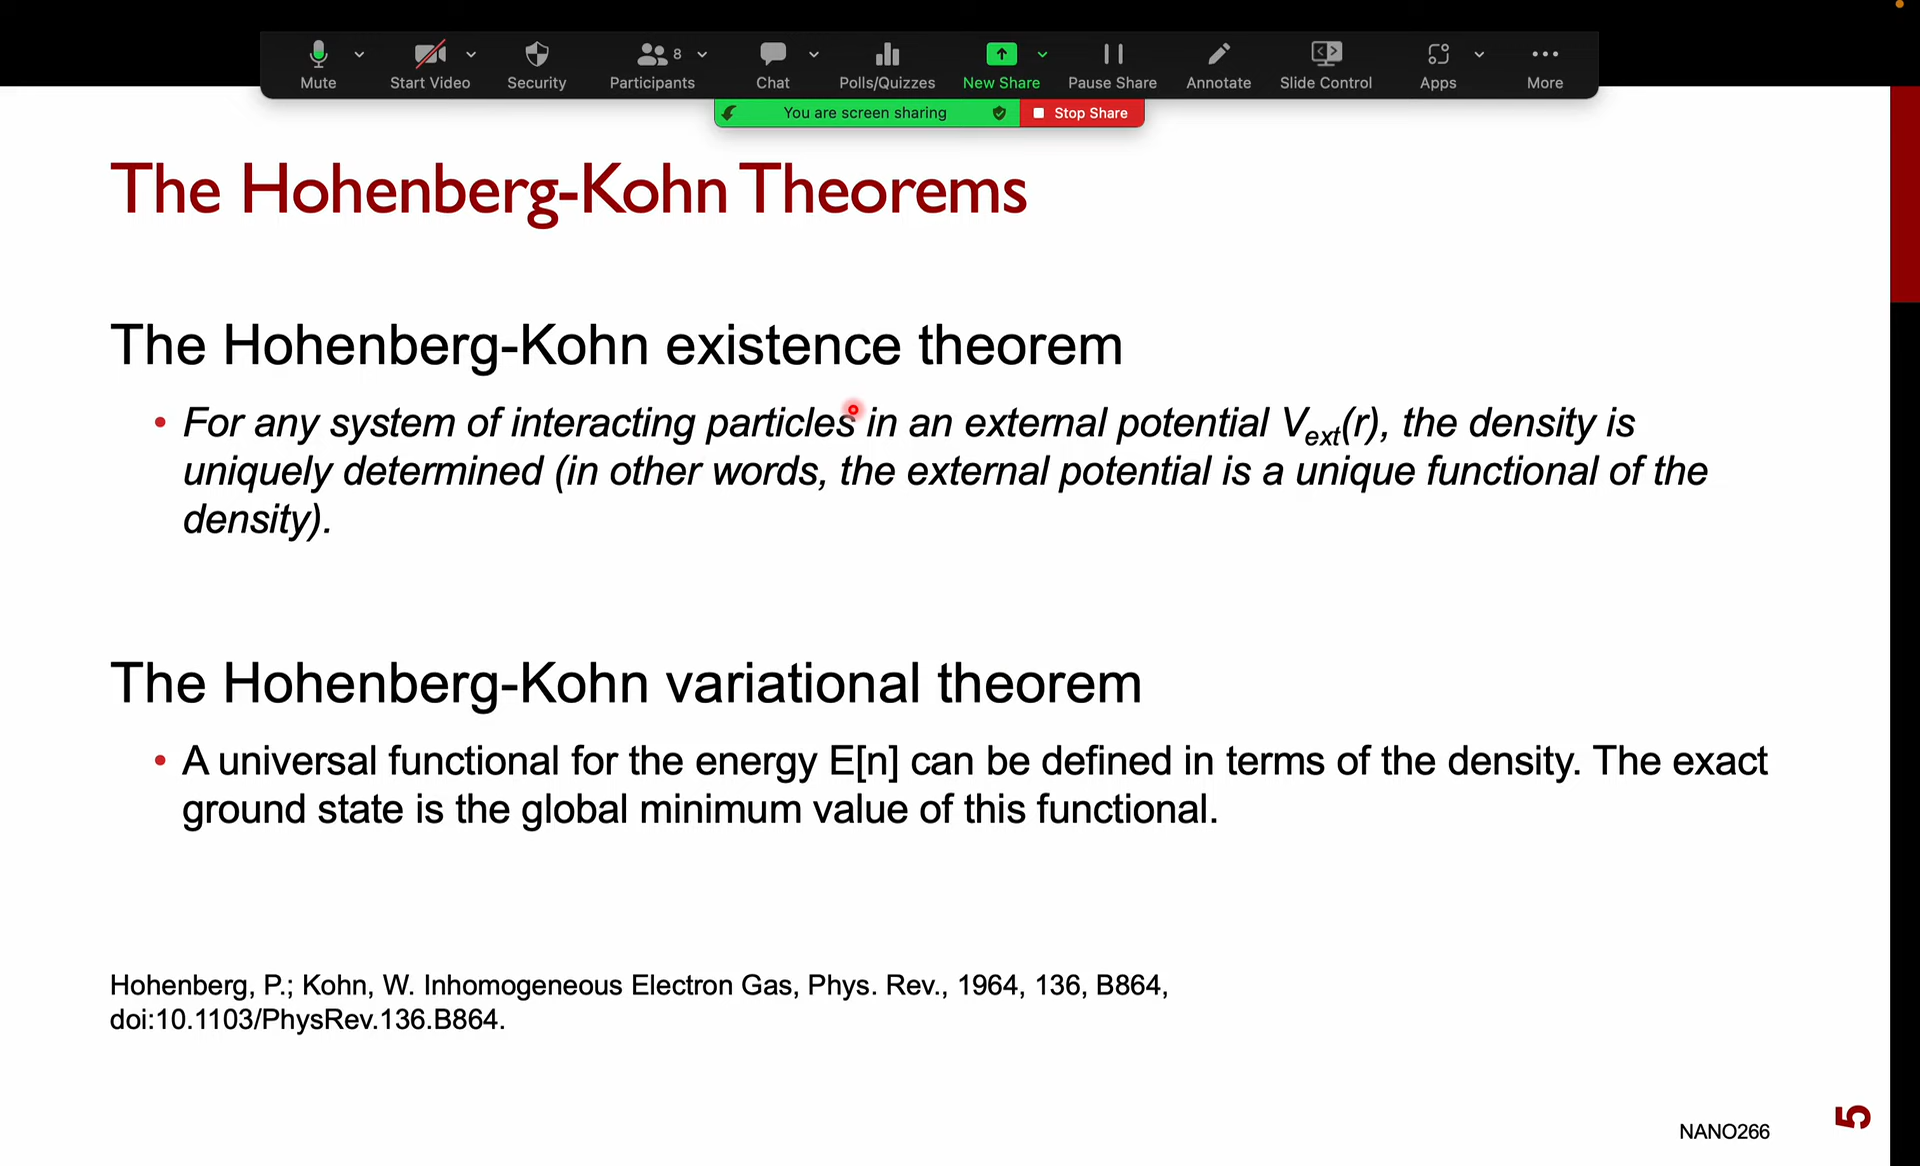 Mute
Start Video
Security
Participants 8
Chat
Polls/Quizzes
New Share
Pause Share
Annotate
Slide Control
Apps
More
You are screen sharing
Stop Share
The Hohenberg-Kohn Theorems
The Hohenberg-Kohn existence theorem
• For any system of interacting particles in an external potential Vext(r), the density is
uniquely determined (in other words, the external potential is a unique functional of the
density).
The Hohenberg-Kohn variational theorem
• A universal functional for the energy E[n] can be defined in terms of the density. The exact
ground state is the global minimum value of this functional.
Hohenberg, P.; Kohn, W. Inhomogeneous Electron Gas, Phys. Rev., 1964, 136, B864,
doi:10.1103/PhysRev.136.B864.
NANO266
5